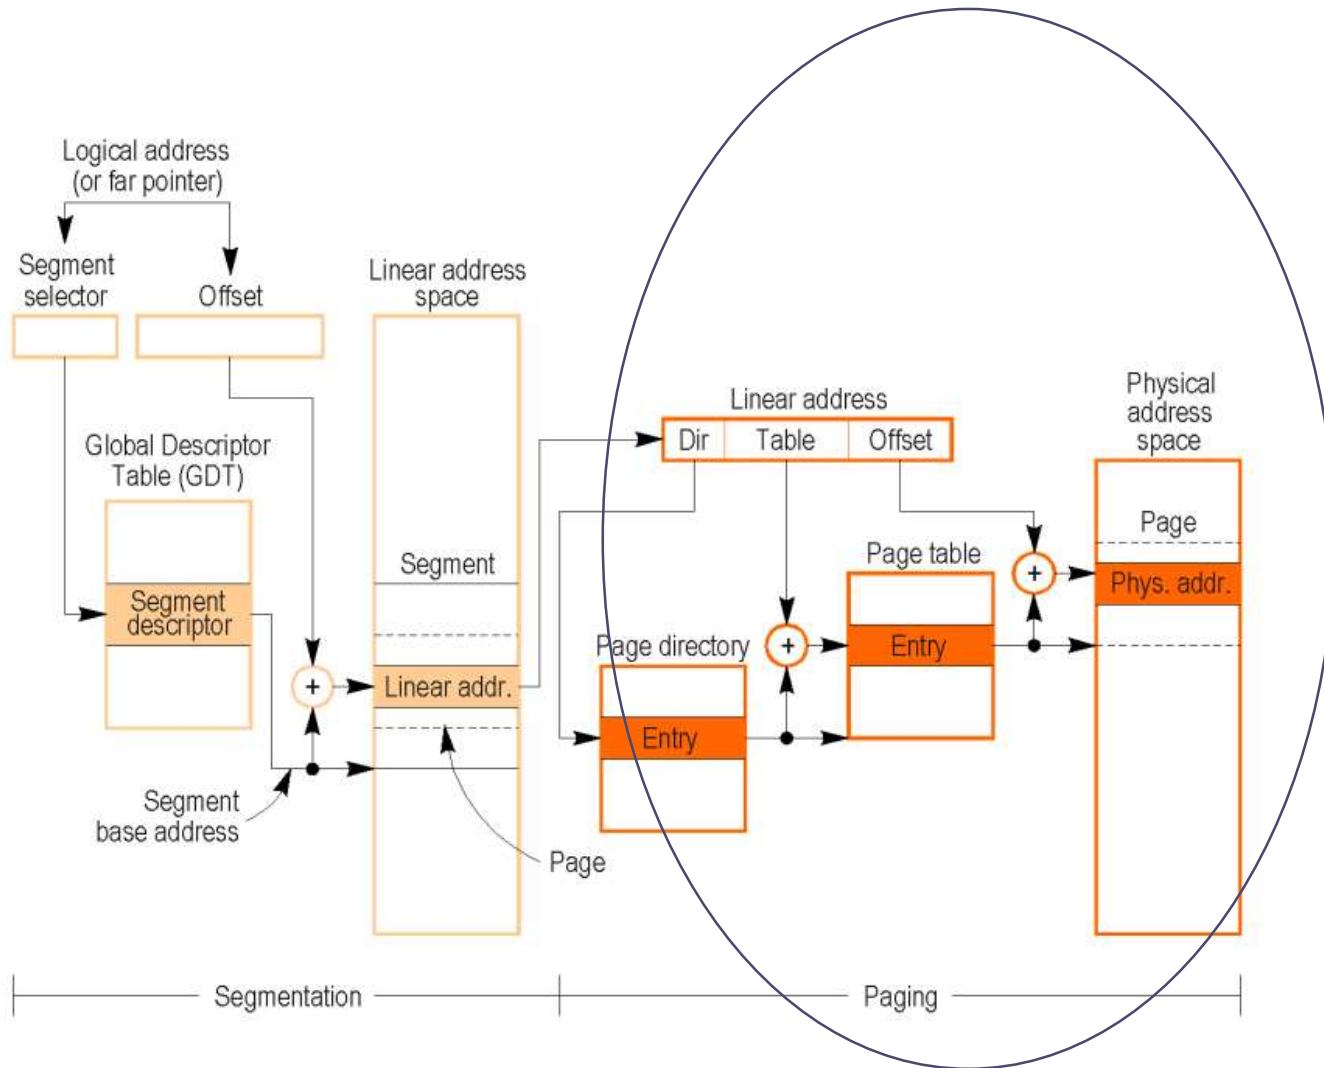 Logical address
(or far pointer)
Segment
selector
Offset
Linear address
space
Global Descriptor
Table (GDT)
Segment
descriptor
+
Segment
base address
Segment
Linear addr.
Page
Linear address
Dir
Table
Offset
Page directory
Entry
+
Page table
Entry
+
Physical
address
space
Page
Phys. addr.
Segmentation
Paging